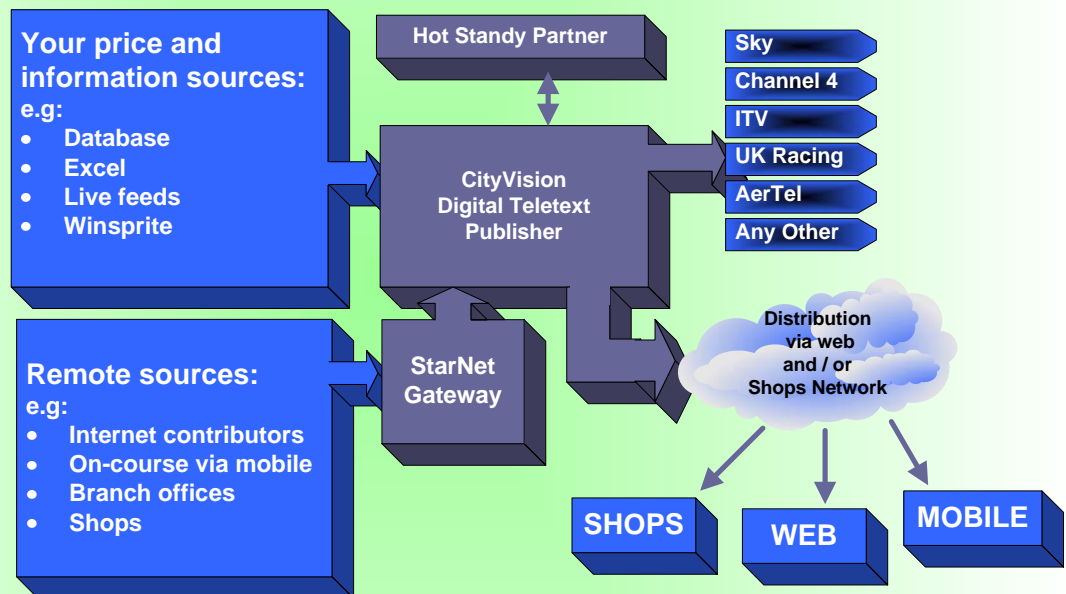 Your price and
information sources:
e.g:
• Database
• Excel
• Live feeds
• Winsprite
Hot Standy Partner
CityVision
Digital Teletext
Publisher
Sky
Channel 4
ITV
UK Racing
AerTel
Any Other
Remote sources:
e.g:
• Internet contributors
• On-course via mobile
• Branch offices
• Shops
StarNet
Gateway
Distribution
via web
and / or
Shops Network
SHOPS
WEB
MOBILE